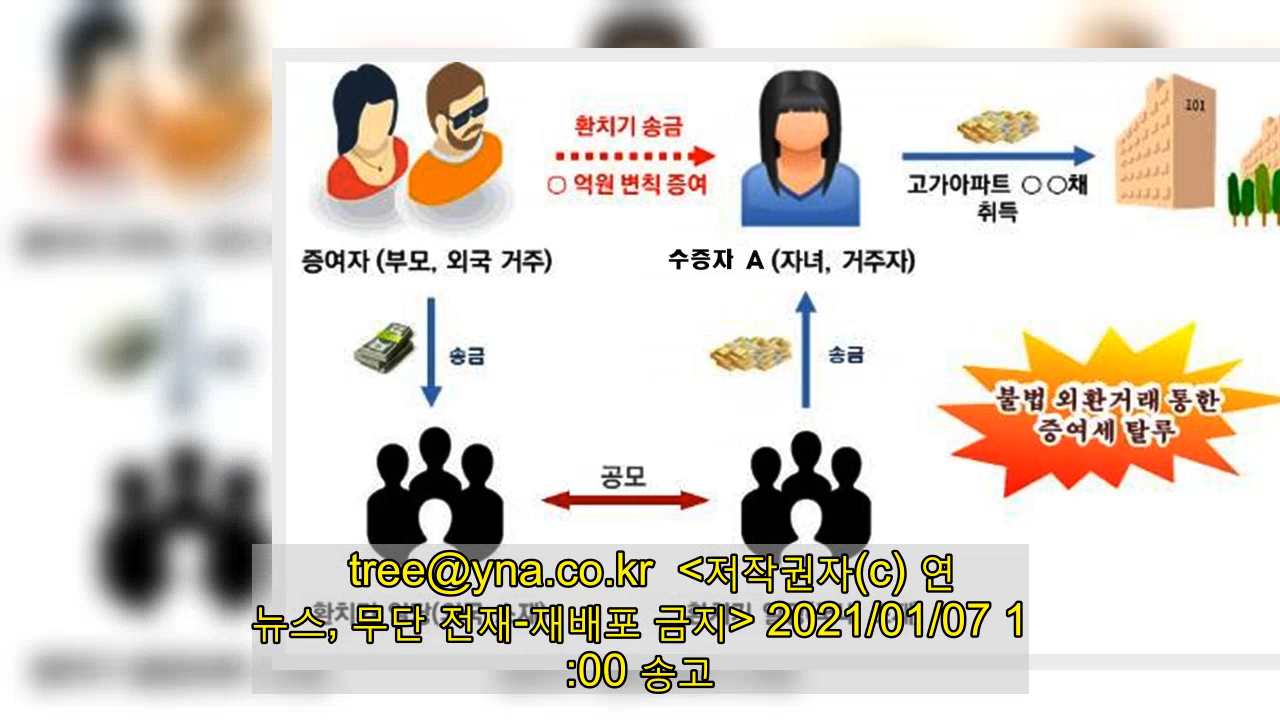 환치기 송금
○ 억원 변칙 증여
101
고가아파트 ○○채
취득
증여자 (부모, 외국 거주)
수증자 A (자녀, 거주자)
송금
송금
불법 외환거래 통한
증여세 탈루
공모
tree@yna.co.kr <저작권자(c) 연
뉴스, 무단 전재-재배포 금지> 2021/01/07 1
:00 송고